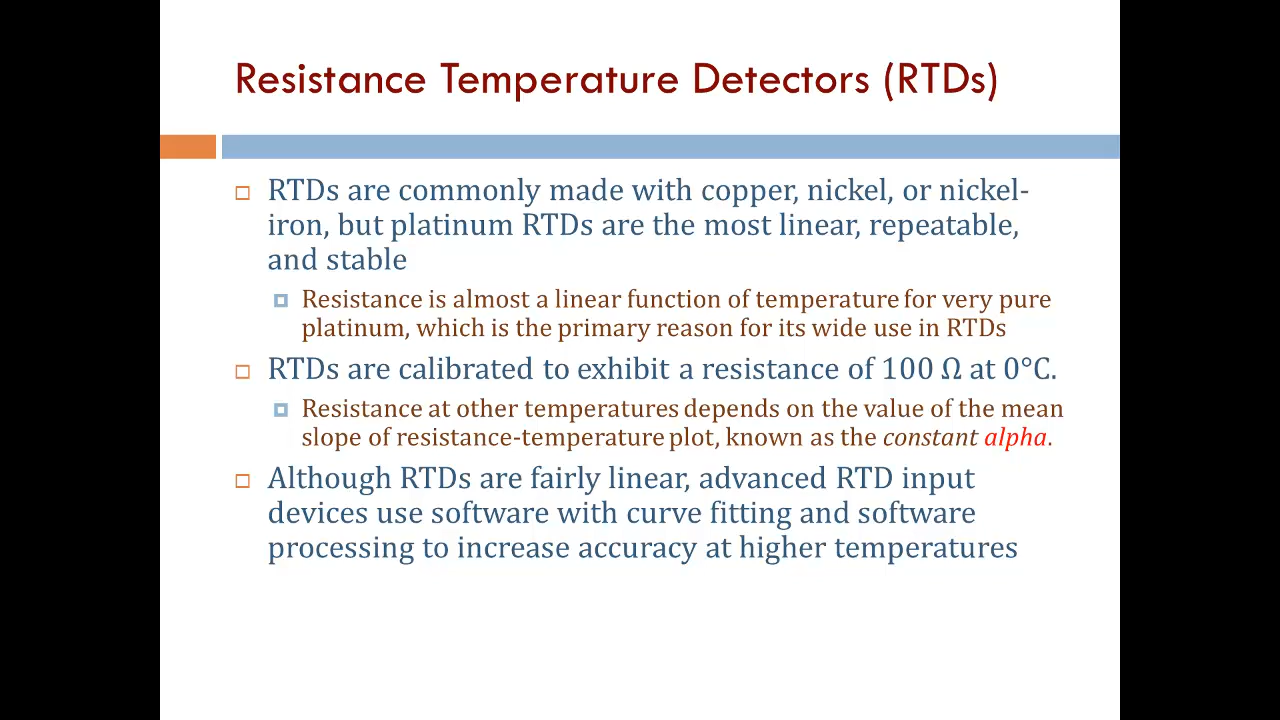 Resistance Temperature Detectors (RTDs)
RTDs are commonly made with copper, nickel, or nickel-
iron, but platinum RTDs are the most linear, repeatable,
and stable
Resistance is almost a linear function of temperature for very pure
platinum, which is the primary reason for its wide use in RTDs
RTDs are calibrated to exhibit a resistance of 100 Ω at 0°C.
Resistance at other temperatures depends on the value of the mean
slope of resistance-temperature plot, known as the constant alpha.
Although RTDs are fairly linear, advanced RTD input
devices use software with curve fitting and software
processing to increase accuracy at higher temperatures